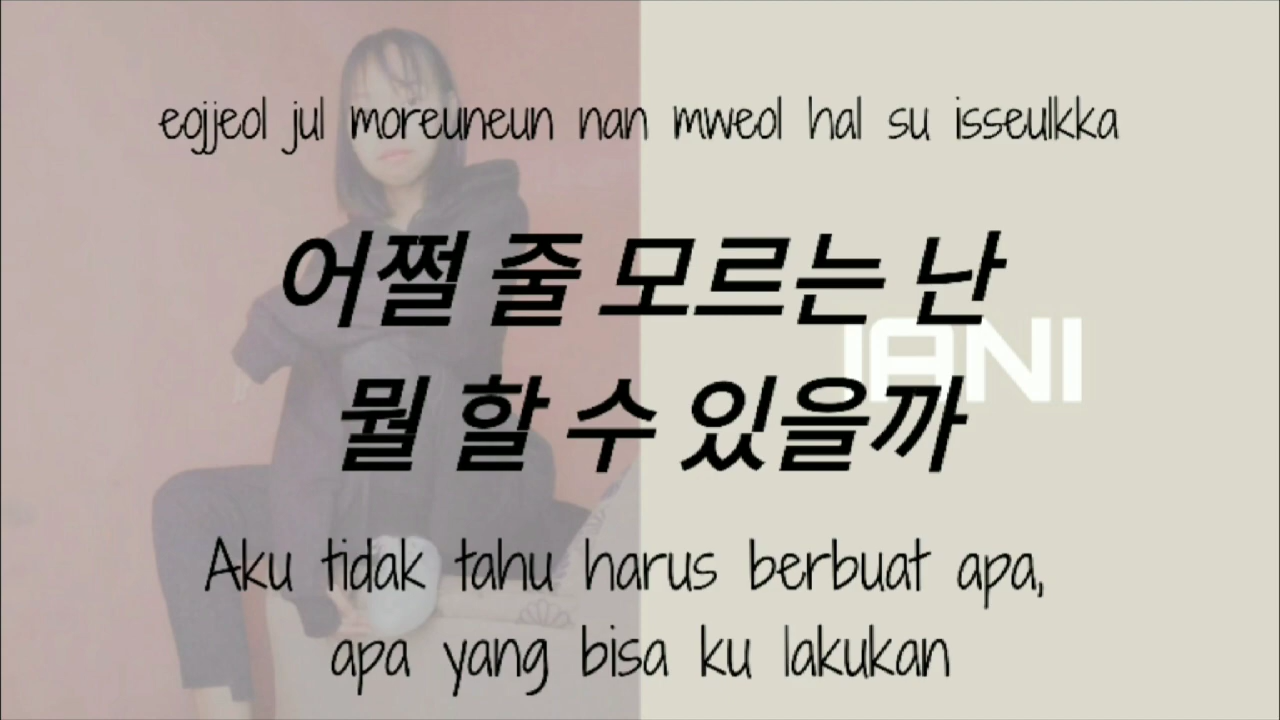 eojjeol jul moreuneun nan mweol hal su isseulkka
어쩔 줄 모르는 난
IANI
뭘 할 수 있을까
Aku tidak tahu harus berbuat apa,
apa yang bisa ku lakukan